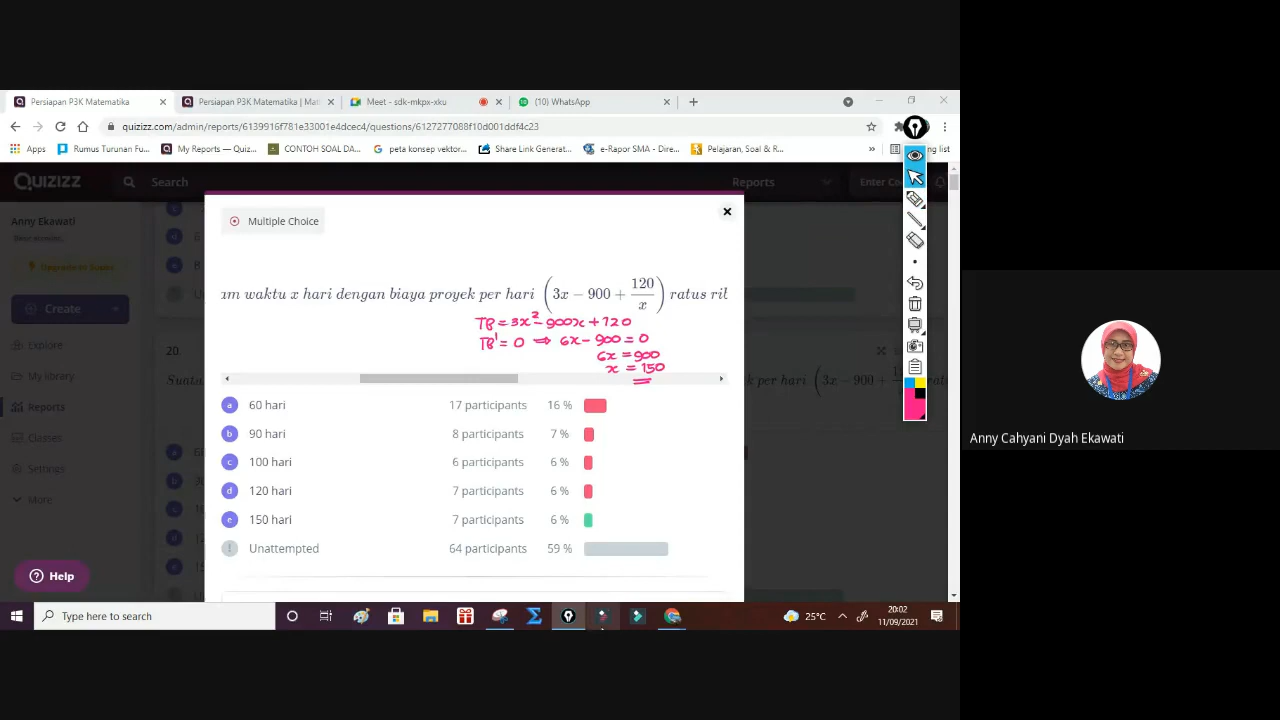 Persiapan P3K Matematika
Persiapan P3K Matematika | Mat
Meet - sdk-mkpx-xku
(10) WhatsApp
quizizz.com/admin/reports/6139916f781e33001e4dcec4/questions/6127277088f10d001ddf4c23
Apps
Rumus Turunan Fu...
My Reports — Quiz...
CONTOH SOAL DA...
peta konsep vektor...
Share Link Generat...
e-Rapor SMA - Dire...
Pelajaran, Soal & R...
»
QUIZIZZ
Search
Reports
Enter Co
Anny Ekawati
Create
Explore
My library
Reports
Classes
Settings
More
Help
20.
Multiple Choice
ım waktu x hari dengan biaya proyek per hari (3x − 900 + 120/x) ratus rib
TB = 3x² - 900x + 120
TB' = 0 ⇒ 6x - 900 = 0
6x = 900
x = 150
a 60 hari 17 participants 16 %
b 90 hari 8 participants 7 %
c 100 hari 6 participants 6 %
d 120 hari 7 participants 6 %
e 150 hari 7 participants 6 %
! Unattempted 64 participants 59 %
Type here to search
25°C
20:02
11/09/2021
Anny Cahyani Dyah Ekawati